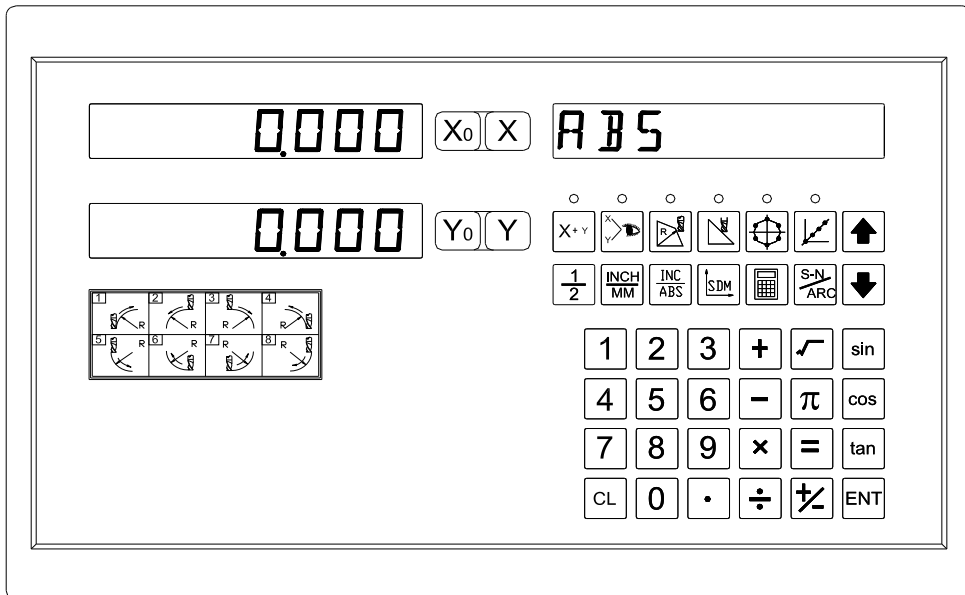 0.000 X0 X ABS
0.000 Y0 Y
X+Y X Y R
1/2 INCH/MM INC/ABS SDM S-N/ARC
1 2 3 4
R R R R
5 6 7 8
R R R R
1 2 3 + √ sin
4 5 6 − π cos
7 8 9 × = tan
CL 0 · ÷ +/− ENT